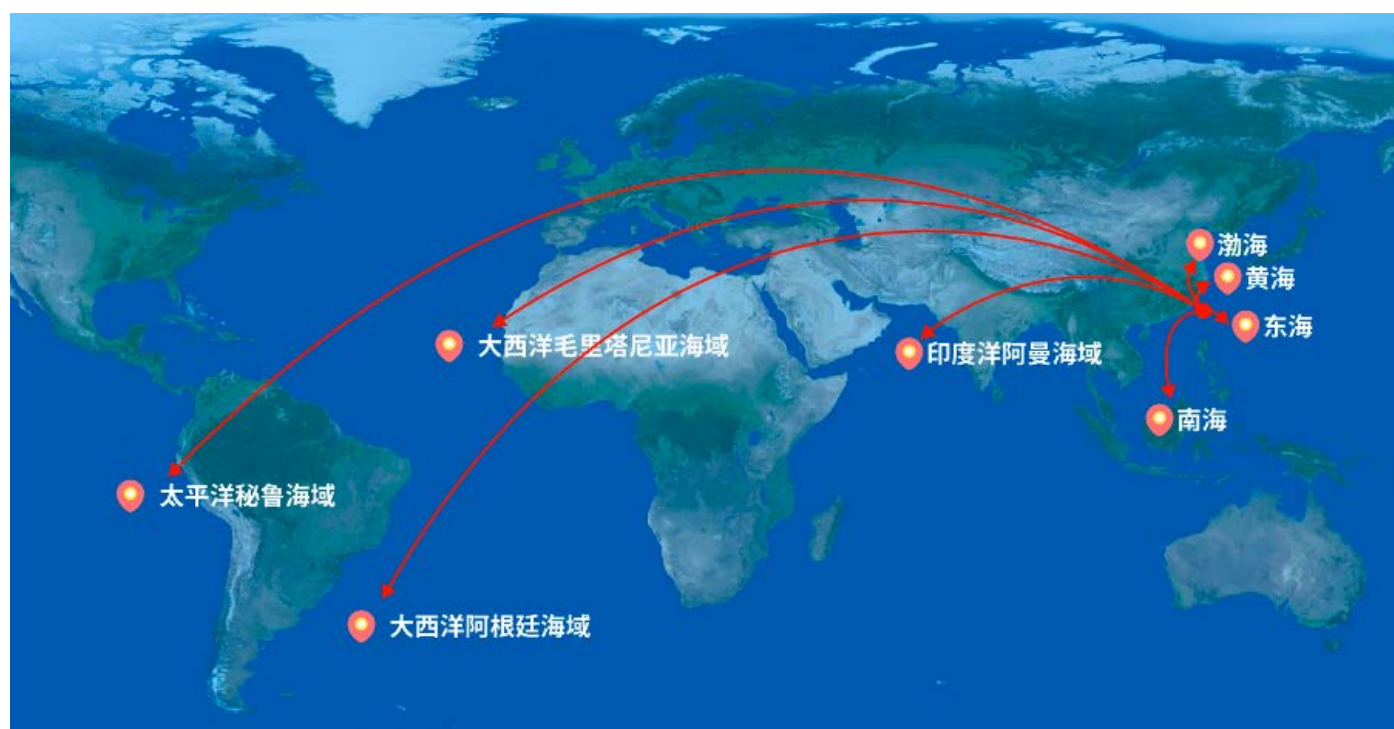 渤海
黄海
东海
大西洋毛里塔尼亚海域
印度洋阿曼海域
南海
太平洋秘鲁海域
大西洋阿根廷海域